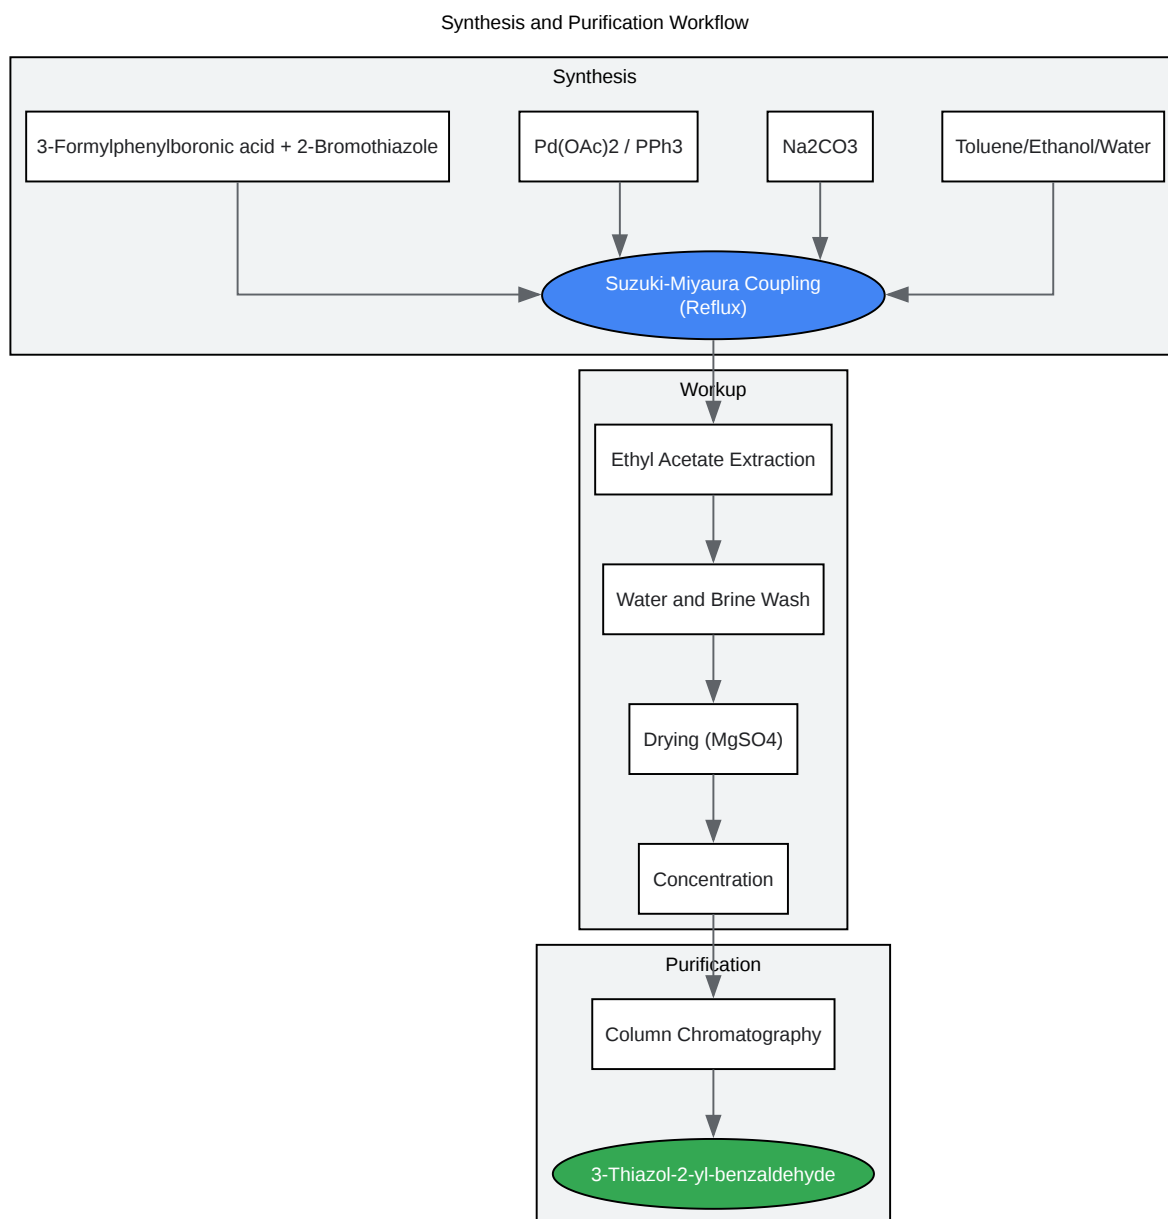 Synthesis and Purification Workflow
Synthesis
3-Formylphenylboronic acid + 2-Bromothiazole
Pd(OAc)2 / PPh3
Na2CO3
Toluene/Ethanol/Water
Suzuki-Miyaura Coupling
(Reflux)
Workup
Ethyl Acetate Extraction
Water and Brine Wash
Drying (MgSO4)
Concentration
Purification
Column Chromatography
3-Thiazol-2-yl-benzaldehyde